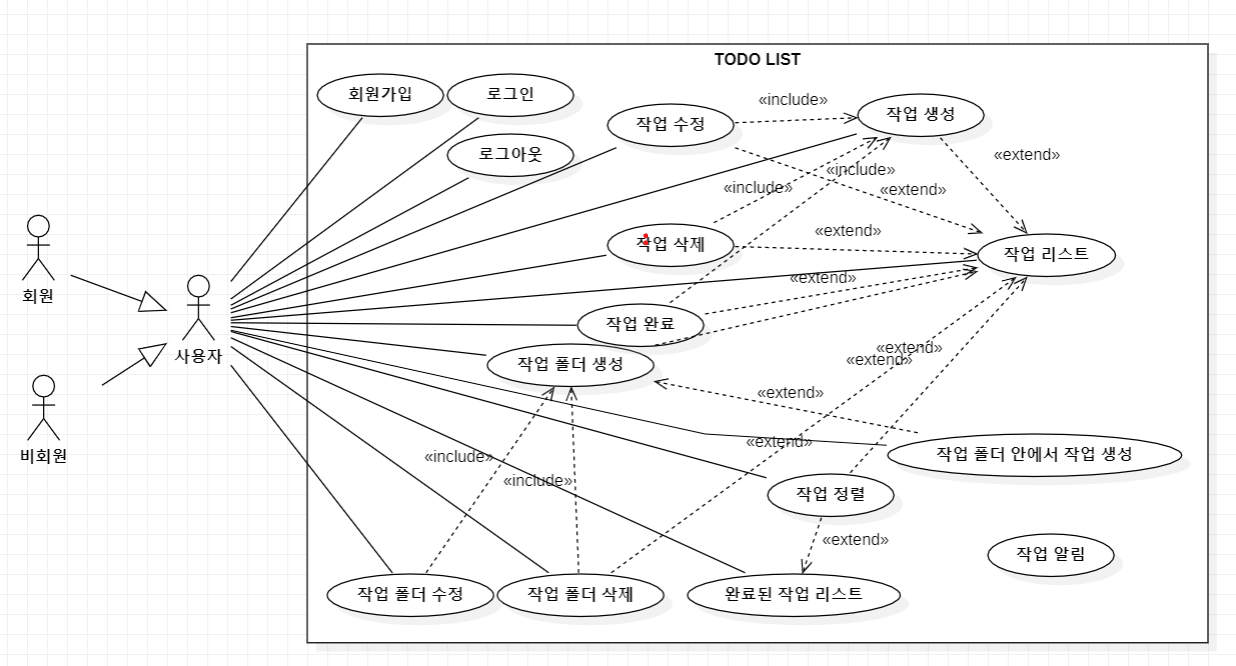 TODO LIST
회원가입
로그인
로그아웃
작업 수정
«include»
작업 생성
«extend»
«include»
«include»
«extend»
작업 삭제
«extend»
작업 리스트
회원
사용자
«extend»
작업 완료
작업 폴더 생성
«extend»
«extend»
«extend»
비회원
«include»
«extend»
작업 폴더 안에서 작업 생성
«include»
작업 정렬
«extend»
작업 알림
작업 폴더 수정
작업 폴더 삭제
완료된 작업 리스트